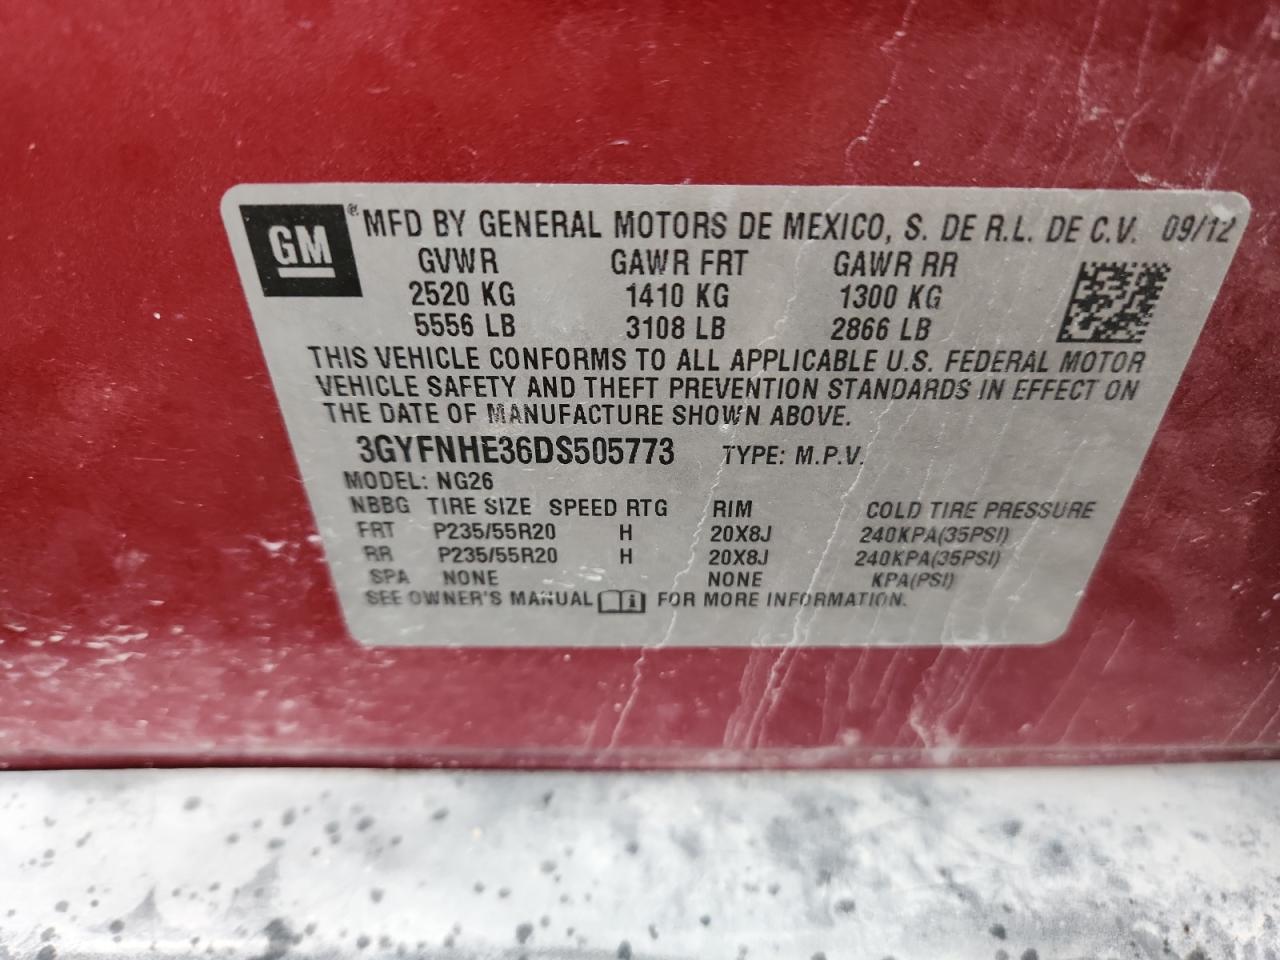 GM® MFD BY GENERAL MOTORS DE MEXICO, S. DE R.L. DE C.V. 09/12
GVWR GAWR FRT GAWR RR
2520 KG 1410 KG 1300 KG
5556 LB 3108 LB 2866 LB
THIS VEHICLE CONFORMS TO ALL APPLICABLE U.S. FEDERAL MOTOR
VEHICLE SAFETY AND THEFT PREVENTION STANDARDS IN EFFECT ON
THE DATE OF MANUFACTURE SHOWN ABOVE.
3GYFNHE36DS505773 TYPE: M.P.V.
MODEL: NG26
NBBG TIRE SIZE SPEED RTG RIM COLD TIRE PRESSURE
FRT P235/55R20 H 20X8J 240KPA(35PSI)
RR P235/55R20 H 20X8J 240KPA(35PSI)
SPA NONE NONE KPA(PSI)
SEE OWNER'S MANUAL i FOR MORE INFORMATION.